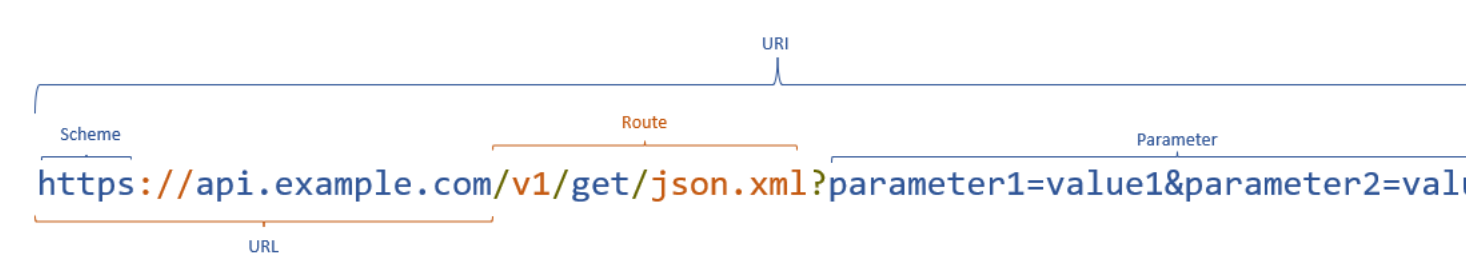 URI
Scheme
Route
Parameter
https://api.example.com/v1/get/json.xml?parameter1=value1&parameter2=valu
URL